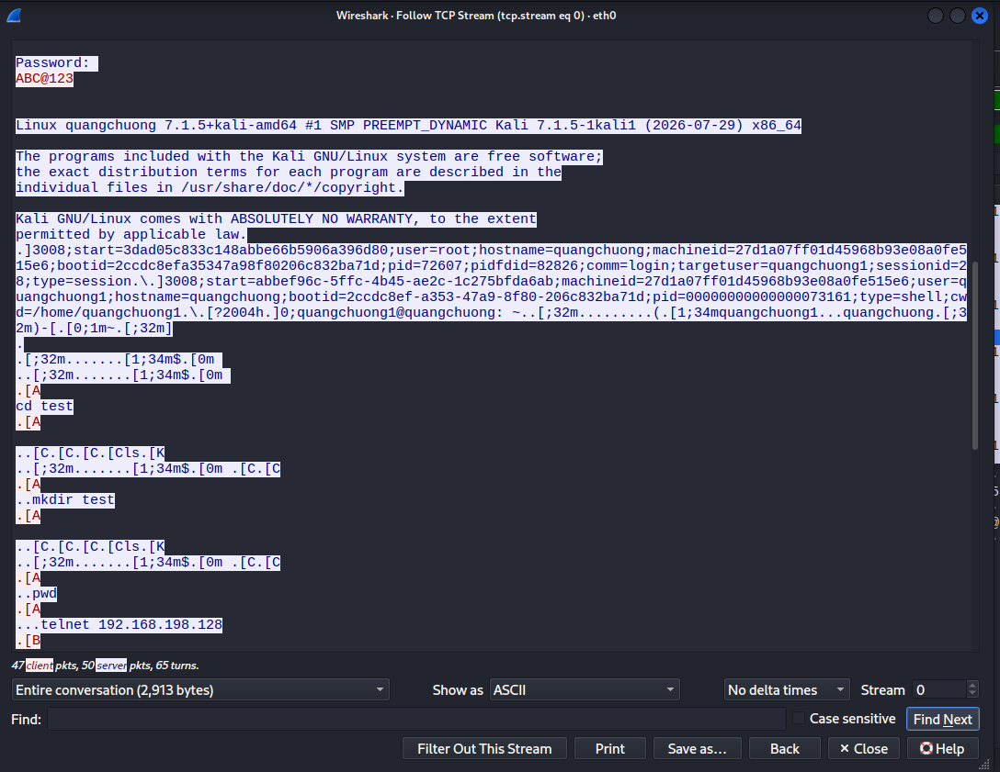 Wireshark · Follow TCP Stream (tcp.stream eq 0) · eth0
Password:
ABC@123
Linux quangchuong 7.1.5+kali-amd64 #1 SMP PREEMPT_DYNAMIC Kali 7.1.5-1kali1 (2026-07-29) x86_64
The programs included with the Kali GNU/Linux system are free software;
the exact distribution terms for each program are described in the
individual files in /usr/share/doc/*/copyright.
Kali GNU/Linux comes with ABSOLUTELY NO WARRANTY, to the extent
permitted by applicable law.
.]3008;start=3dad05c833c148abbe66b5906a396d80;user=root;hostname=quangchuong;machineid=27d1a07ff01d45968b93e08a0fe5
15e6;bootid=2ccdc8efa35347a98f80206c832ba71d;pid=72607;pidfdid=82826;comm=login;targetuser=quangchuong1;sessionid=2
8;type=session.\.]3008;start=abbef96c-5ffc-4b45-ae2c-1c275bfda6ab;machineid=27d1a07ff01d45968b93e08a0fe515e6;user=q
uangchuong1;hostname=quangchuong;bootid=2ccdc8ef-a353-47a9-8f80-206c832ba71d;pid=00000000000000073161;type=shell;cw
d=/home/quangchuong1.\.[?2004h.]0;quangchuong1@quangchuong: ~..[;32m.........(.[1;34mquangchuong1...quangchuong.[;3
2m)-[.[0;1m~.[;32m]
.
.[;32m.......[1;34m$.[0m
..[;32m.......[1;34m$.[0m
.[A
cd test
.[A
..[C.[C.[C.[Cls.[K
..[;32m.......[1;34m$.[0m .[C.[C
.[A
..mkdir test
.[A
..[C.[C.[C.[Cls.[K
..[;32m.......[1;34m$.[0m .[C.[C
.[A
..pwd
.[A
...telnet 192.168.198.128
.[B
47 client pkts, 50 server pkts, 65 turns.
Entire conversation (2,913 bytes) Show as ASCII No delta times Stream 0
Find: Case sensitive Find Next
Filter Out This Stream Print Save as… Back × Close Help